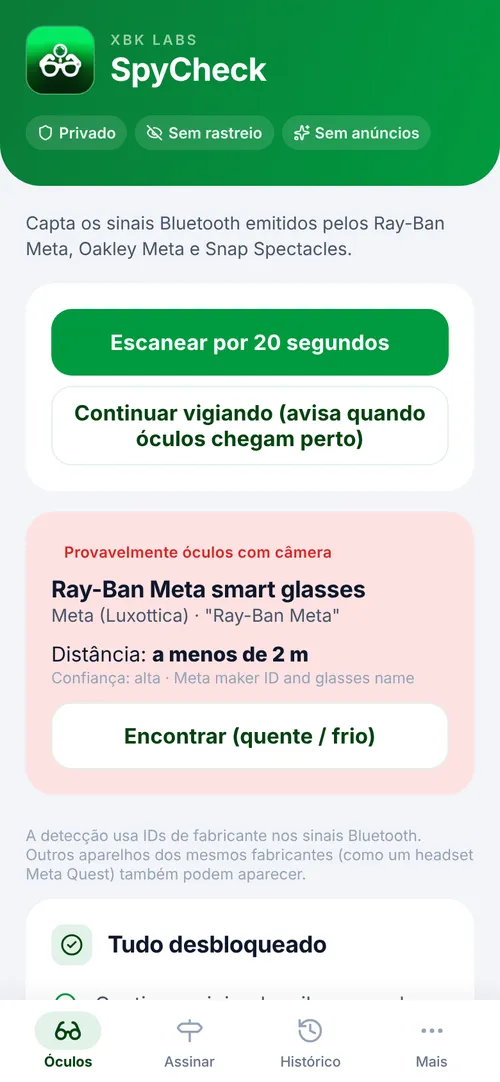 XBK LABS
SpyCheck
Privado
Sem rastreio
Sem anúncios
Capta os sinais Bluetooth emitidos pelos Ray-Ban
Meta, Oakley Meta e Snap Spectacles.
Escanear por 20 segundos
Continuar vigiando (avisa quando
óculos chegam perto)
Provavelmente óculos com câmera
Ray-Ban Meta smart glasses
Meta (Luxottica) · "Ray-Ban Meta"
Distância: a menos de 2 m
Confiança: alta · Meta maker ID and glasses name
Encontrar (quente / frio)
A detecção usa IDs de fabricante nos sinais Bluetooth.
Outros aparelhos dos mesmos fabricantes (como um headset
Meta Quest) também podem aparecer.
Tudo desbloqueado
Óculos
Assinar
Histórico
Mais